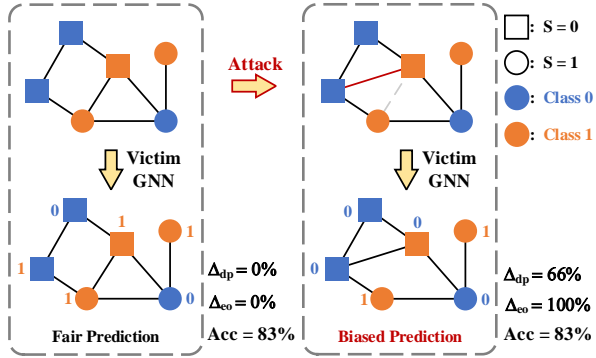 Attack
: S = 0
: S = 1
: Class 0
: Class 1
Victim
GNN
Victim
GNN
0
1
1
1
1
0
Δdp = 0%
Δeo = 0%
Acc = 83%
Fair Prediction
0
0
1
0
1
0
Δdp = 66%
Δeo = 100%
Acc = 83%
Biased Prediction